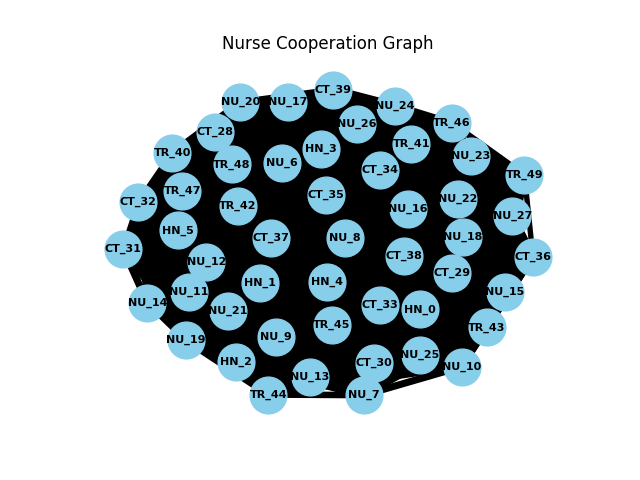 Nurse Cooperation Graph
CT_39
NU_20
NU_17
NU_24
TR_46
NU_26
CT_28
TR_41
HN_3
TR_40
NU_23
NU_6
TR_48
CT_34
TR_49
TR_47
CT_35
NU_22
CT_32
TR_42
NU_16
NU_27
HN_5
NU_18
CT_37
NU_8
CT_31
CT_38
CT_36
NU_12
CT_29
HN_1
HN_4
NU_11
NU_15
NU_14
CT_33
HN_0
NU_21
TR_45
TR_43
NU_9
NU_19
NU_25
HN_2
CT_30
NU_10
NU_13
TR_44
NU_7